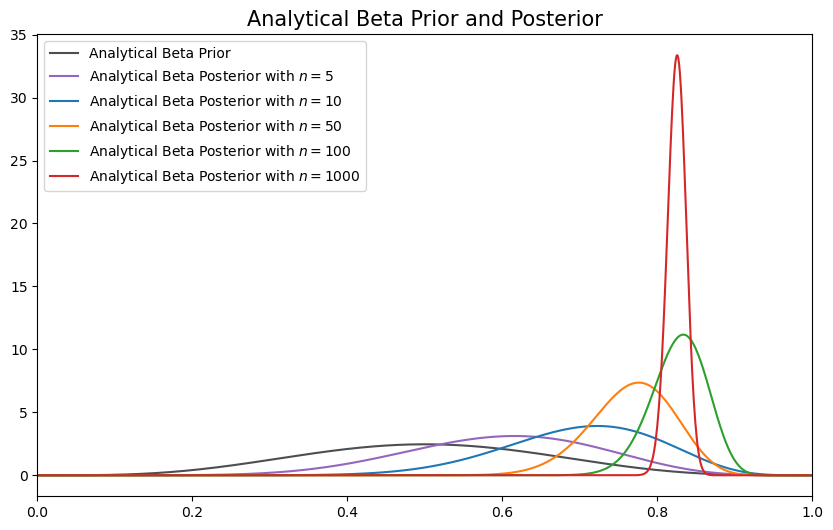 Analytical Beta Prior and Posterior
35
30
25
20
15
10
5
0
Analytical Beta Prior
Analytical Beta Posterior with n = 5
Analytical Beta Posterior with n = 10
Analytical Beta Posterior with n = 50
Analytical Beta Posterior with n = 100
Analytical Beta Posterior with n = 1000
0.0 0.2 0.4 0.6 0.8 1.0